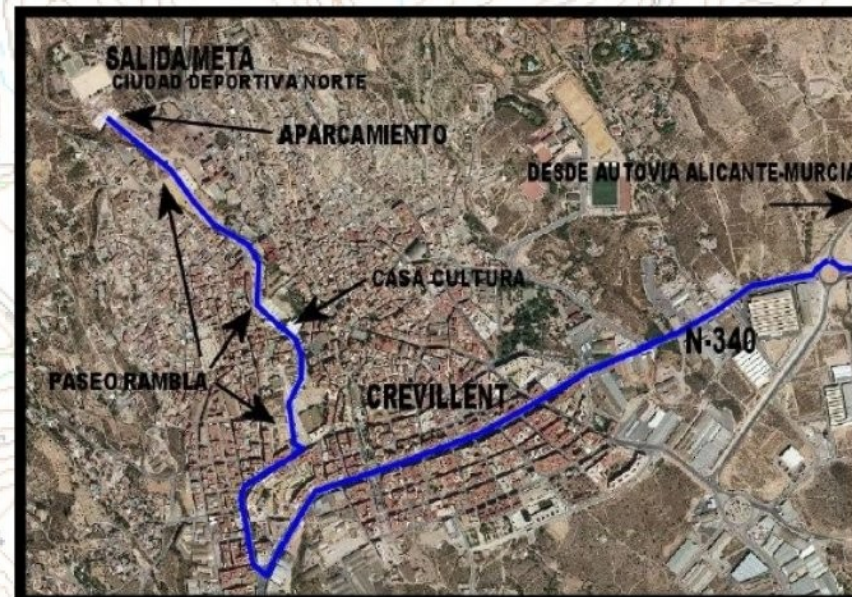 SALIDA/META
CIUDAD DEPORTIVA NORTE
APARCAMIENTO
DESDE AUTOVIA ALICANTE-MURCIA
CASA CULTURA
N-340
PASEO RAMBLA
CREVILLENT